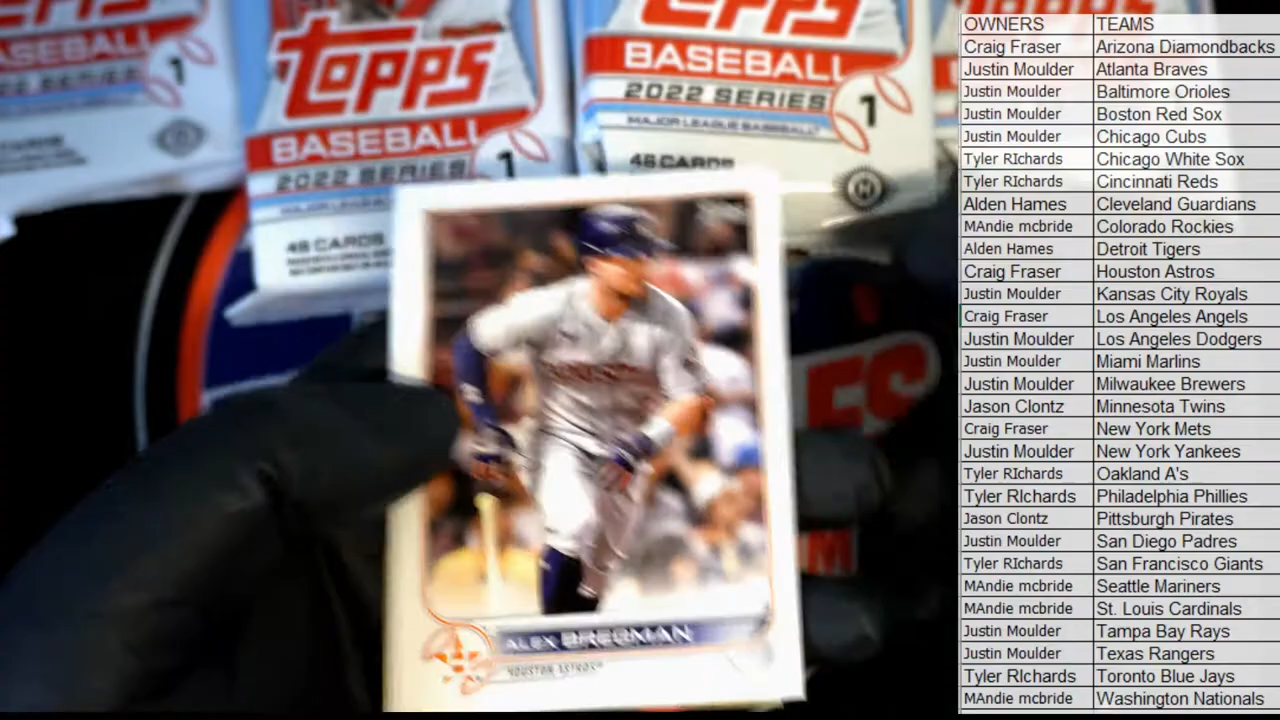 TOPPS
BASEBALL
2022 SERIES 1
46 CARDS
TOPPS
BASEBALL
2022 SERIES 1
MAJOR LEAGUE BASEBALL
46 CARDS
ALEX BREGMAN
HOUSTON ASTROS
OWNERS TEAMS
Craig Fraser Arizona Diamondbacks
Justin Moulder Atlanta Braves
Justin Moulder Baltimore Orioles
Justin Moulder Boston Red Sox
Justin Moulder Chicago Cubs
Tyler RIchards Chicago White Sox
Tyler RIchards Cincinnati Reds
Alden Hames Cleveland Guardians
MAndie mcbride Colorado Rockies
Alden Hames Detroit Tigers
Craig Fraser Houston Astros
Justin Moulder Kansas City Royals
Craig Fraser Los Angeles Angels
Justin Moulder Los Angeles Dodgers
Justin Moulder Miami Marlins
Justin Moulder Milwaukee Brewers
Jason Clontz Minnesota Twins
Craig Fraser New York Mets
Justin Moulder New York Yankees
Tyler RIchards Oakland A's
Tyler RIchards Philadelphia Phillies
Jason Clontz Pittsburgh Pirates
Justin Moulder San Diego Padres
Tyler RIchards San Francisco Giants
MAndie mcbride Seattle Mariners
MAndie mcbride St. Louis Cardinals
Justin Moulder Tampa Bay Rays
Justin Moulder Texas Rangers
Tyler RIchards Toronto Blue Jays
MAndie mcbride Washington Nationals